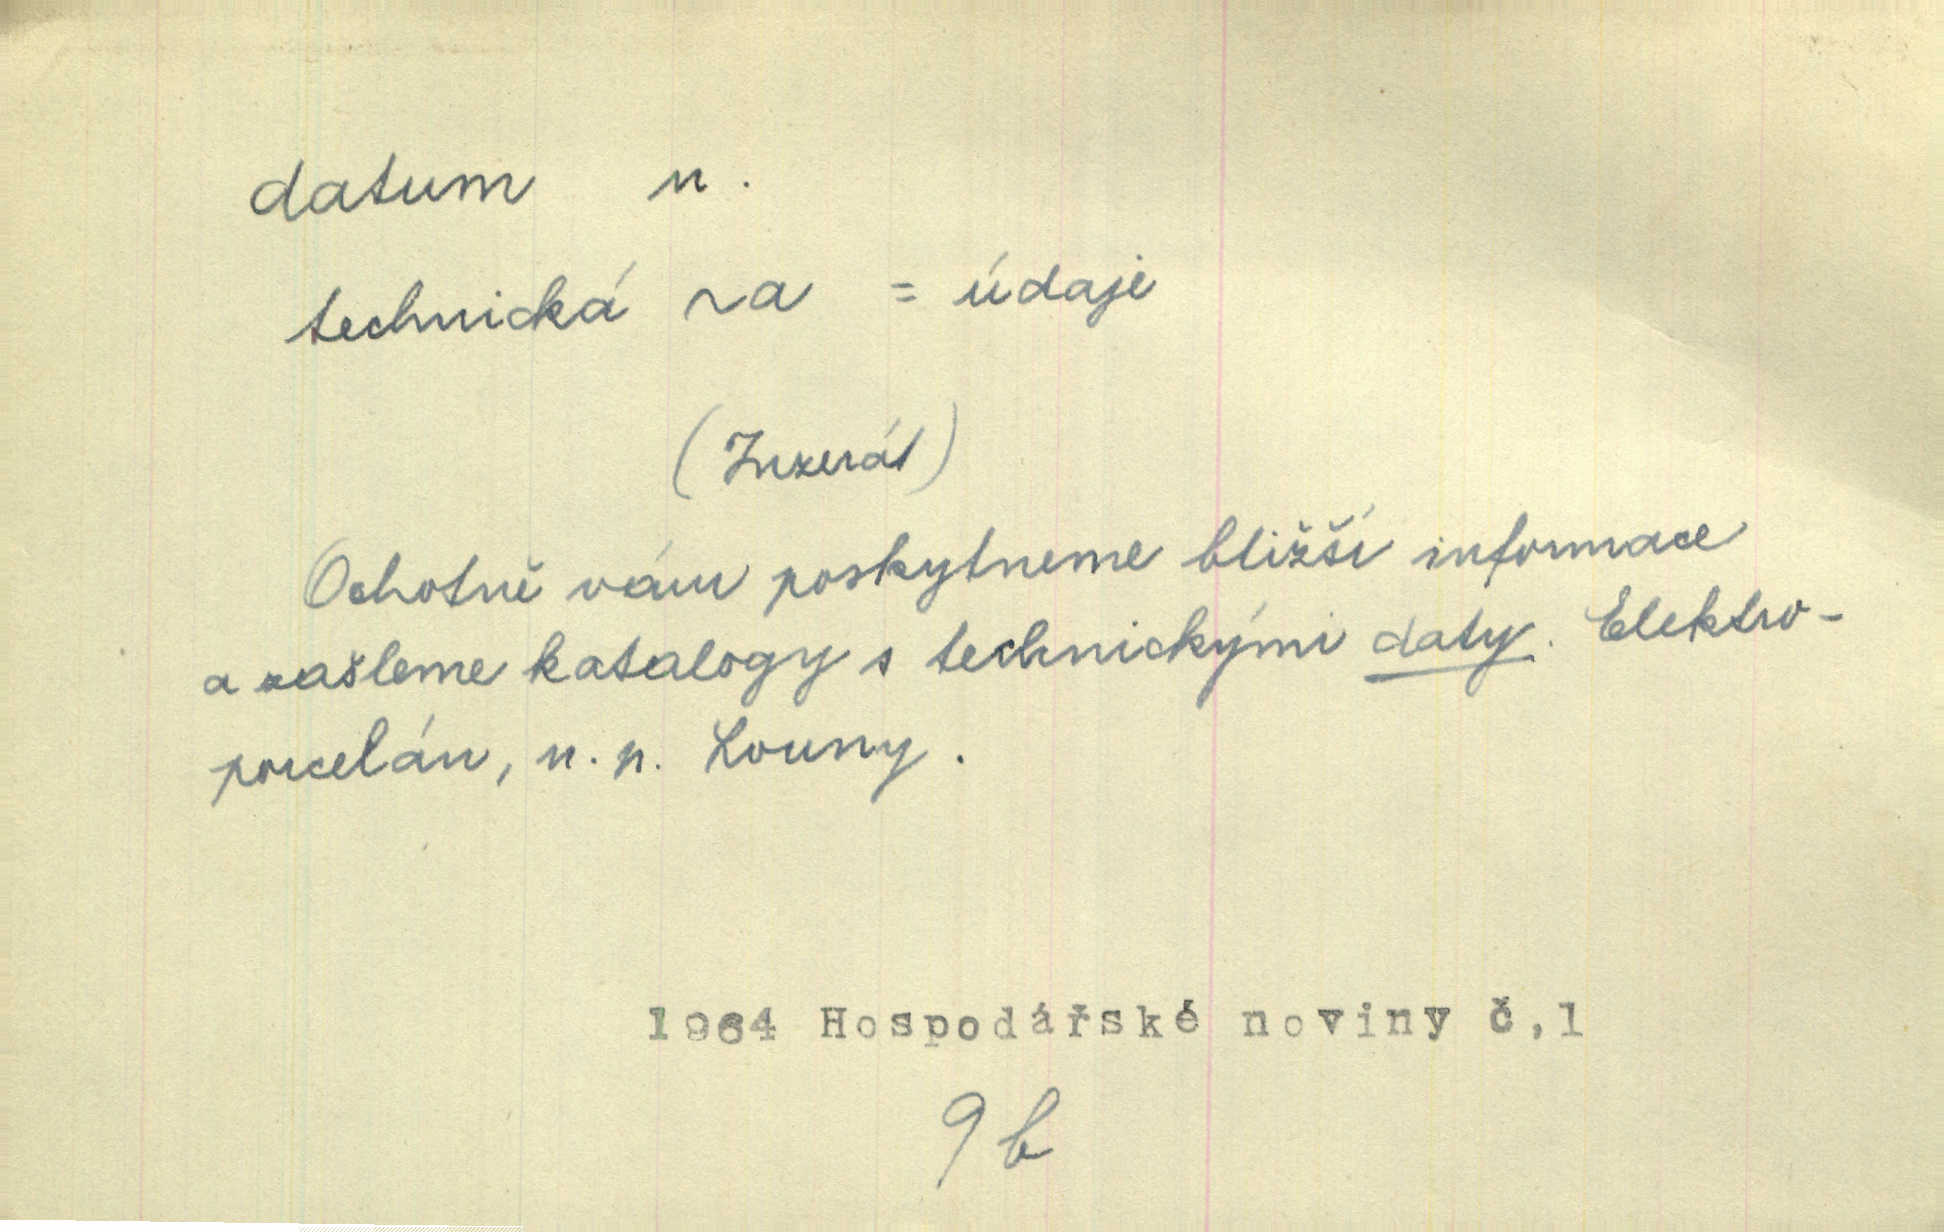 datum n.
technická ~a = údaje
(Inzerát)
Ochotně vám poskytneme bližší informace
a zašleme katalogy s technickými daty. Elektro-
porcelán, n. p. Louny.
1964 Hospodářské noviny č,1
9b